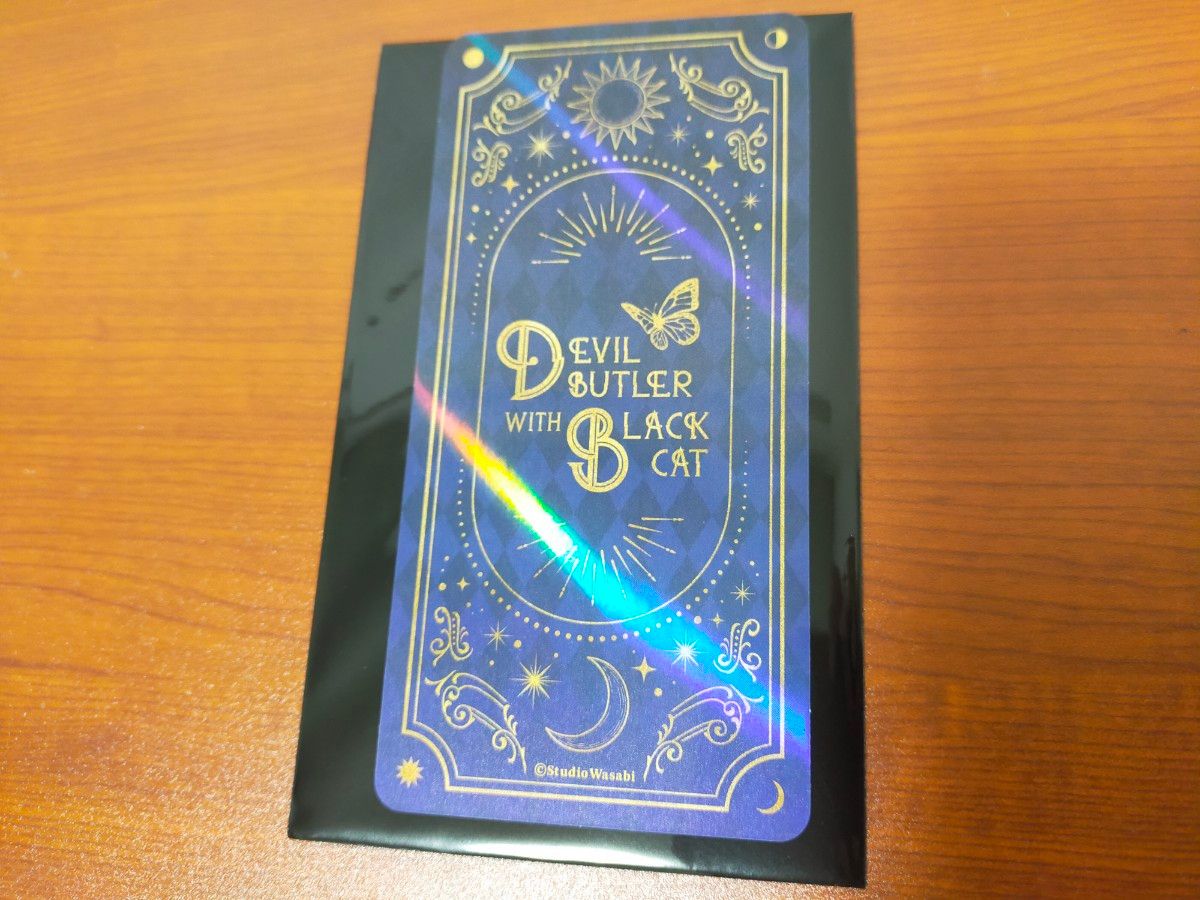 DEVIL
BUTLER
WITH BLACK
CAT
©StudioWasabi